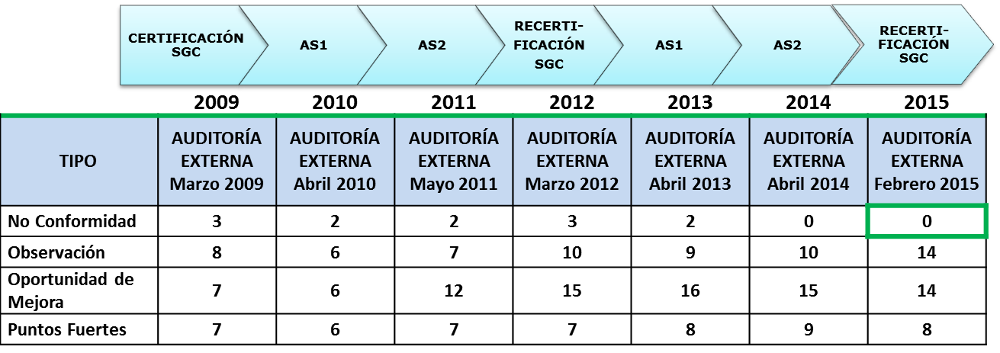 CERTIFICACIÓN
SGC
AS1
AS2
RECERTI-
FICACIÓN
SGC
AS1
AS2
RECERTI-
FICACIÓN
SGC
2009 2010 2011 2012 2013 2014 2015
TIPO
AUDITORÍA
EXTERNA
Marzo 2009
AUDITORÍA
EXTERNA
Abril 2010
AUDITORÍA
EXTERNA
Mayo 2011
AUDITORÍA
EXTERNA
Marzo 2012
AUDITORÍA
EXTERNA
Abril 2013
AUDITORÍA
EXTERNA
Abril 2014
AUDITORÍA
EXTERNA
Febrero 2015
No Conformidad 3 2 2 3 2 0 0
Observación 8 6 7 10 9 10 14
Oportunidad de
Mejora 7 6 12 15 16 15 14
Puntos Fuertes 7 6 7 7 8 9 8